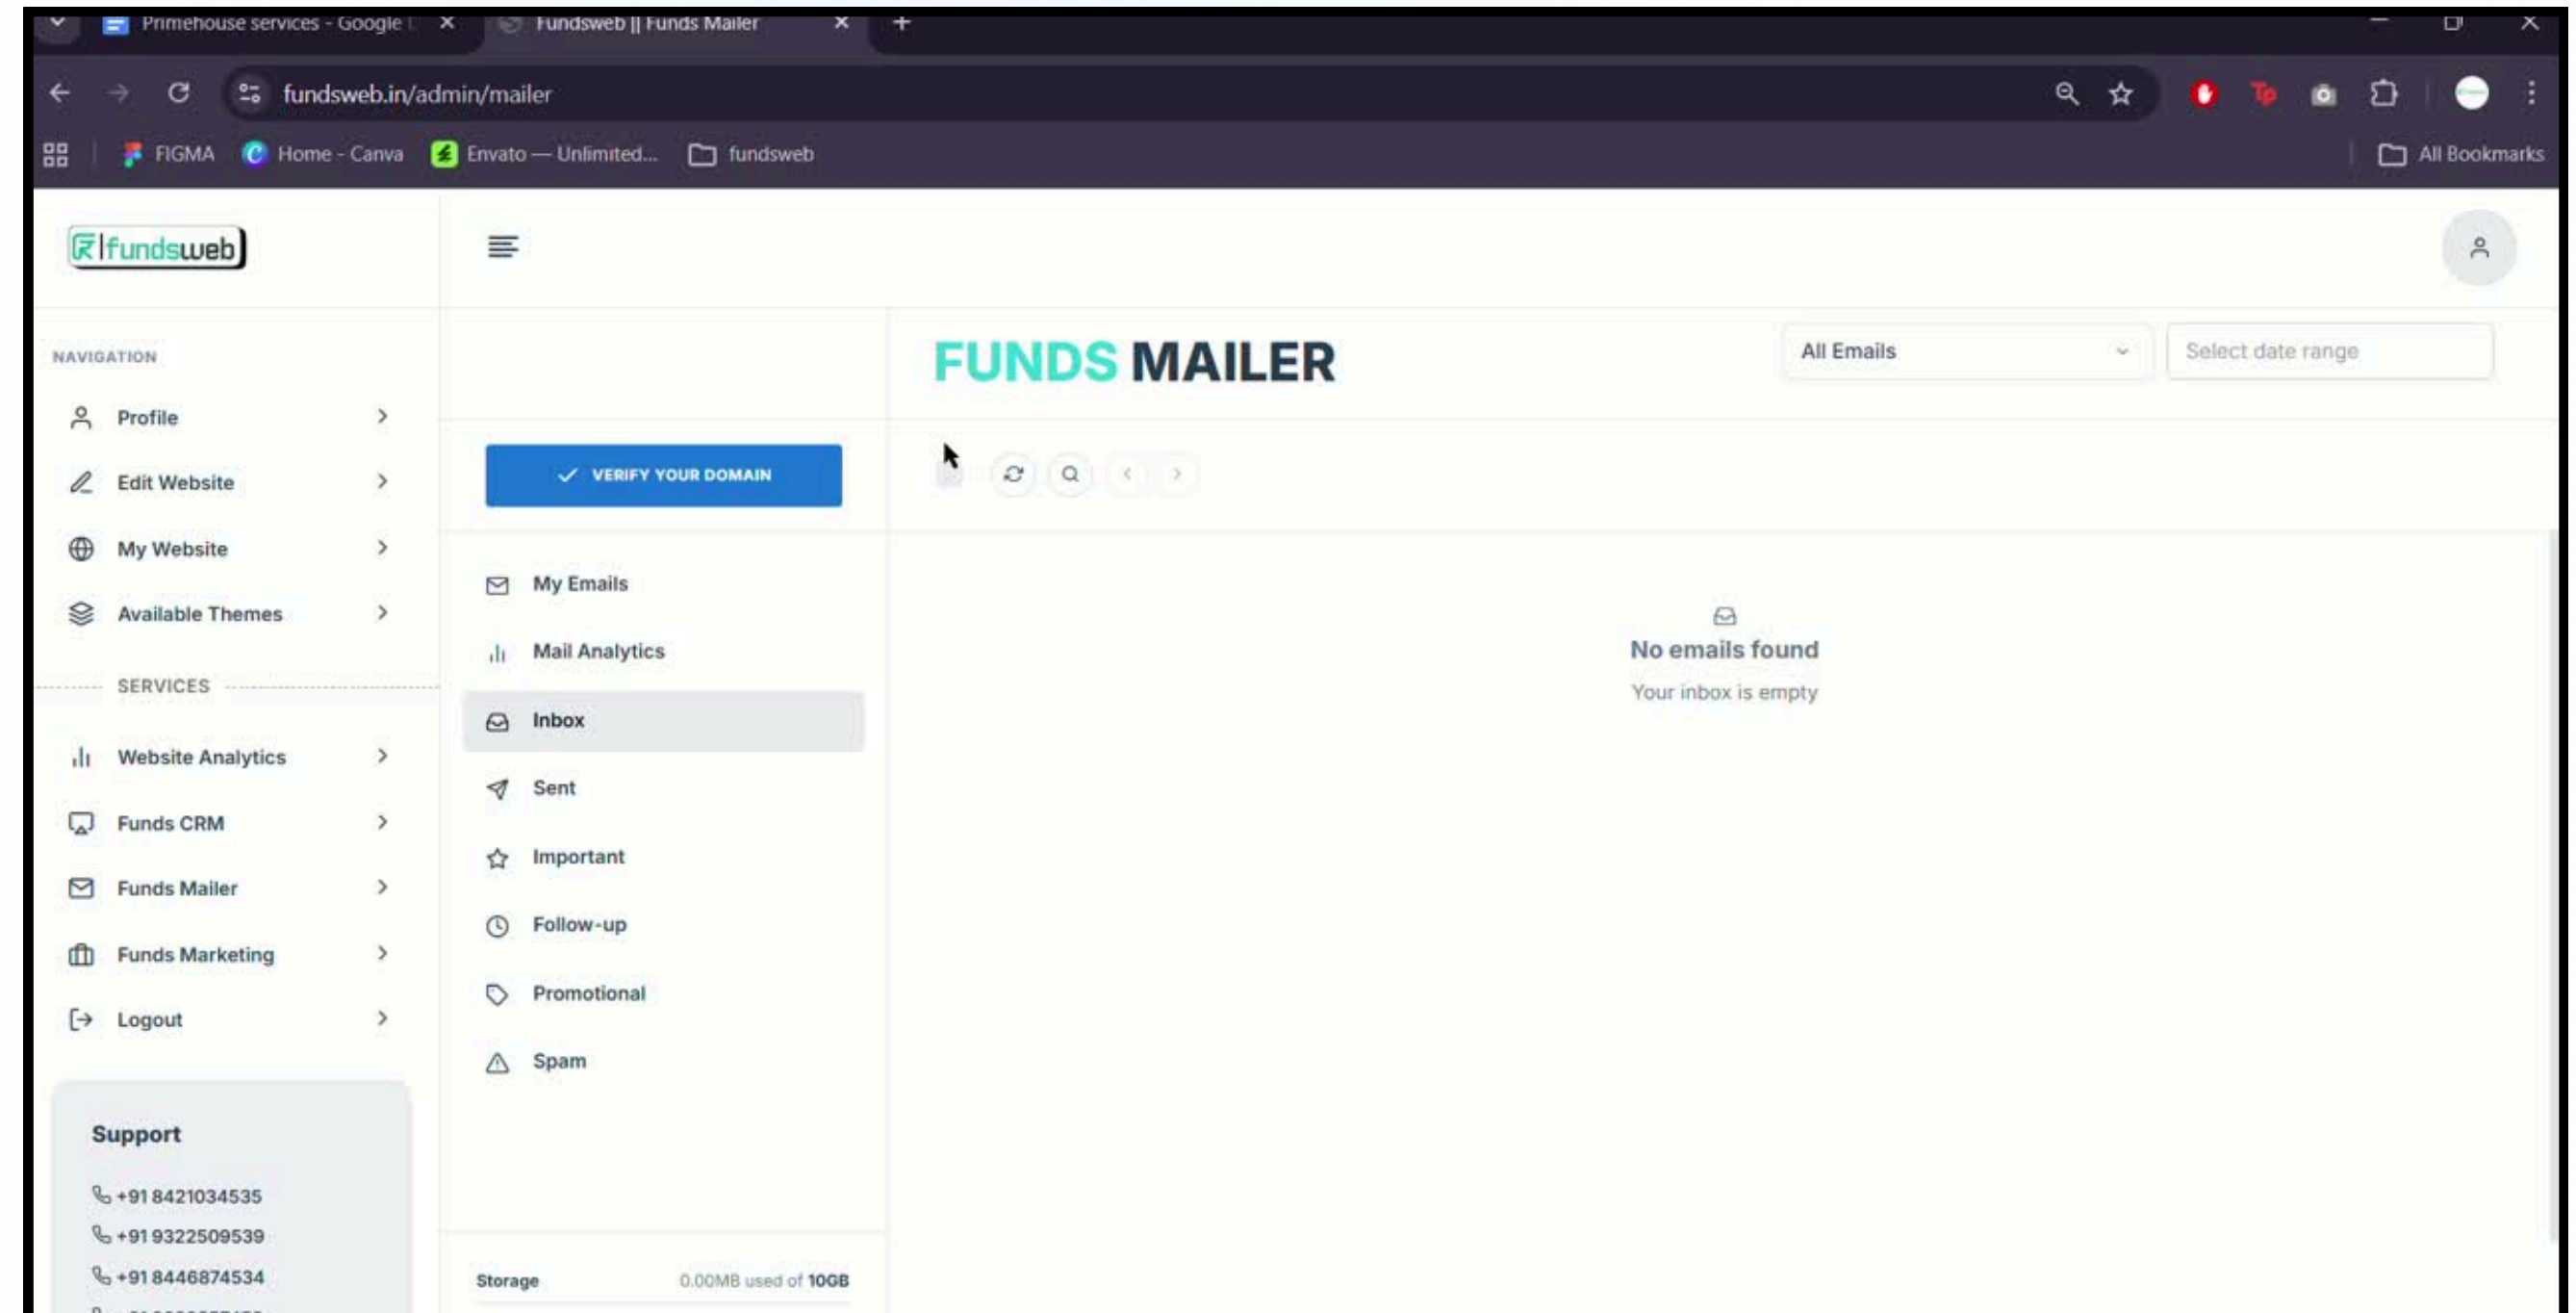 Primehouse services - Google
Fundsweb || Funds Mailer
fundsweb.in/admin/mailer
FIGMA
Home - Canva
Envato — Unlimited...
fundsweb
All Bookmarks
fundsweb
NAVIGATION
Profile
Edit Website
My Website
Available Themes
SERVICES
Website Analytics
Funds CRM
Funds Mailer
Funds Marketing
Logout
Support
+91 8421034535
+91 9322509539
+91 8446874534
VERIFY YOUR DOMAIN
My Emails
Mail Analytics
Inbox
Sent
Important
Follow-up
Promotional
Spam
Storage 0.00MB used of 10GB
FUNDS MAILER
All Emails
Select date range
No emails found
Your inbox is empty